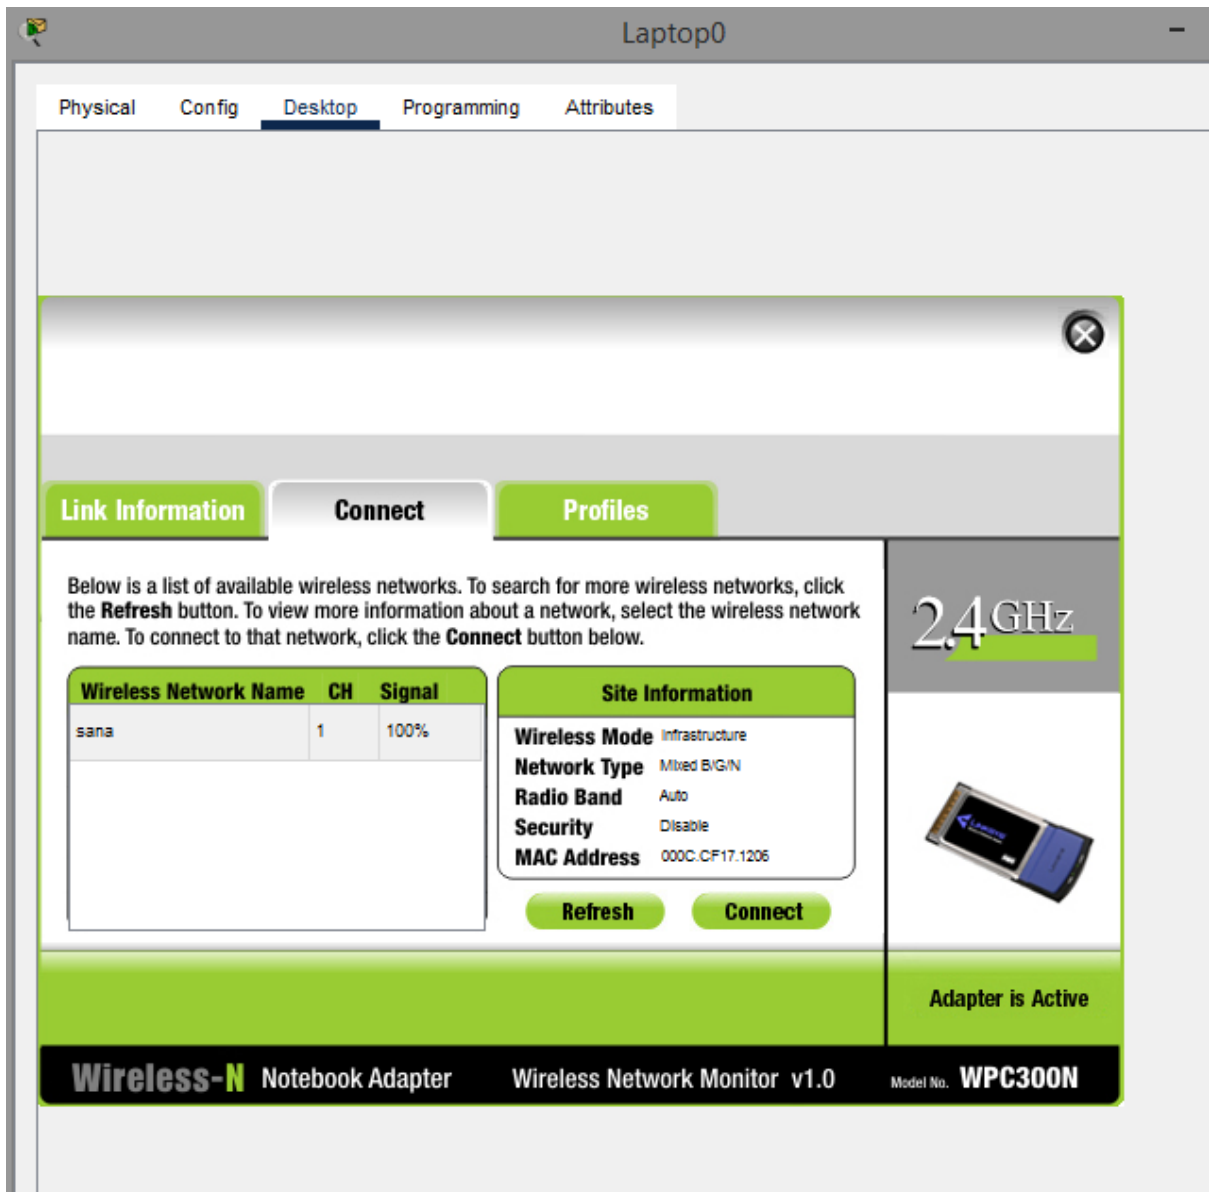 Laptop0
Physical Config Desktop Programming Attributes
Link Information Connect Profiles
Below is a list of available wireless networks. To search for more wireless networks, click
the Refresh button. To view more information about a network, select the wireless network
name. To connect to that network, click the Connect button below.
2.4GHz
Wireless Network Name CH Signal
sana 1 100%
Site Information
Wireless Mode Infrastructure
Network Type Mixed B/G/N
Radio Band Auto
Security Disable
MAC Address 000C.CF17.1206
Refresh Connect
Adapter is Active
Wireless-N Notebook Adapter Wireless Network Monitor v1.0 Model No. WPC300N